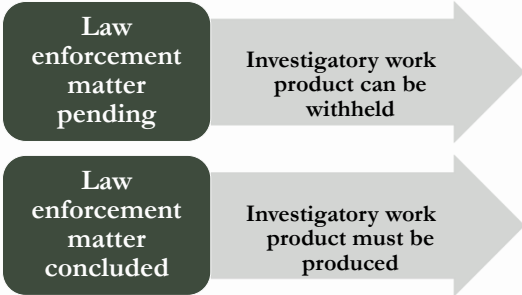 Law
enforcement
matter
pending
Investigatory work
product can be
withheld
Law
enforcement
matter
concluded
Investigatory work
product must be
produced